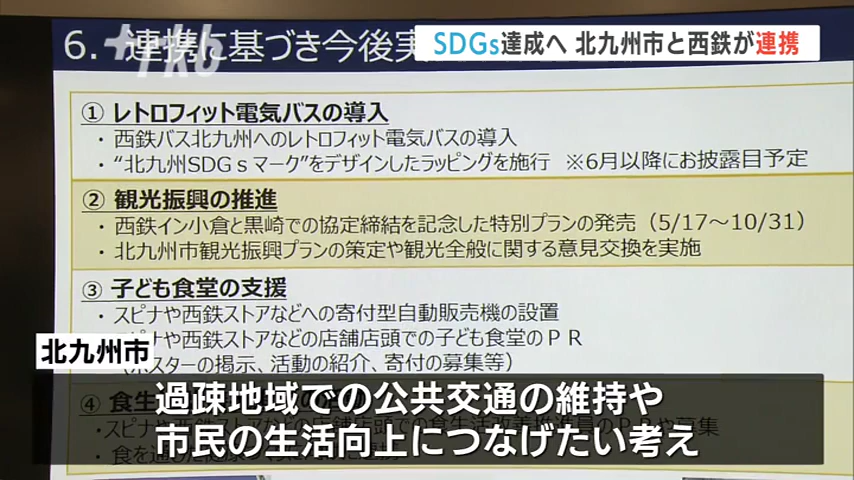 SDGs達成へ 北九州市と西鉄が連携
rkb
6. 連携に基づき今後実
① レトロフィット電気バスの導入
・ 西鉄バス北九州へのレトロフィット電気バスの導入
・ “北九州SDGｓマーク”をデザインしたラッピングを施行 ※6月以降にお披露目予定
② 観光振興の推進
・ 西鉄イン小倉と黒崎での協定締結を記念した特別プランの発売（5/17～10/31）
・ 北九州市観光振興プランの策定や観光全般に関する意見交換を実施
③ 子ども食堂の支援
・ スピナや西鉄ストアなどへの寄付型自動販売機の設置
スピナや西鉄ストアなどの店舗店頭での子ども食堂のＰＲ
（ポスターの掲示、活動の紹介、寄付の募集等）
北九州市
④ 食生
過疎地域での公共交通の維持や
市民の生活向上につなげたい考え